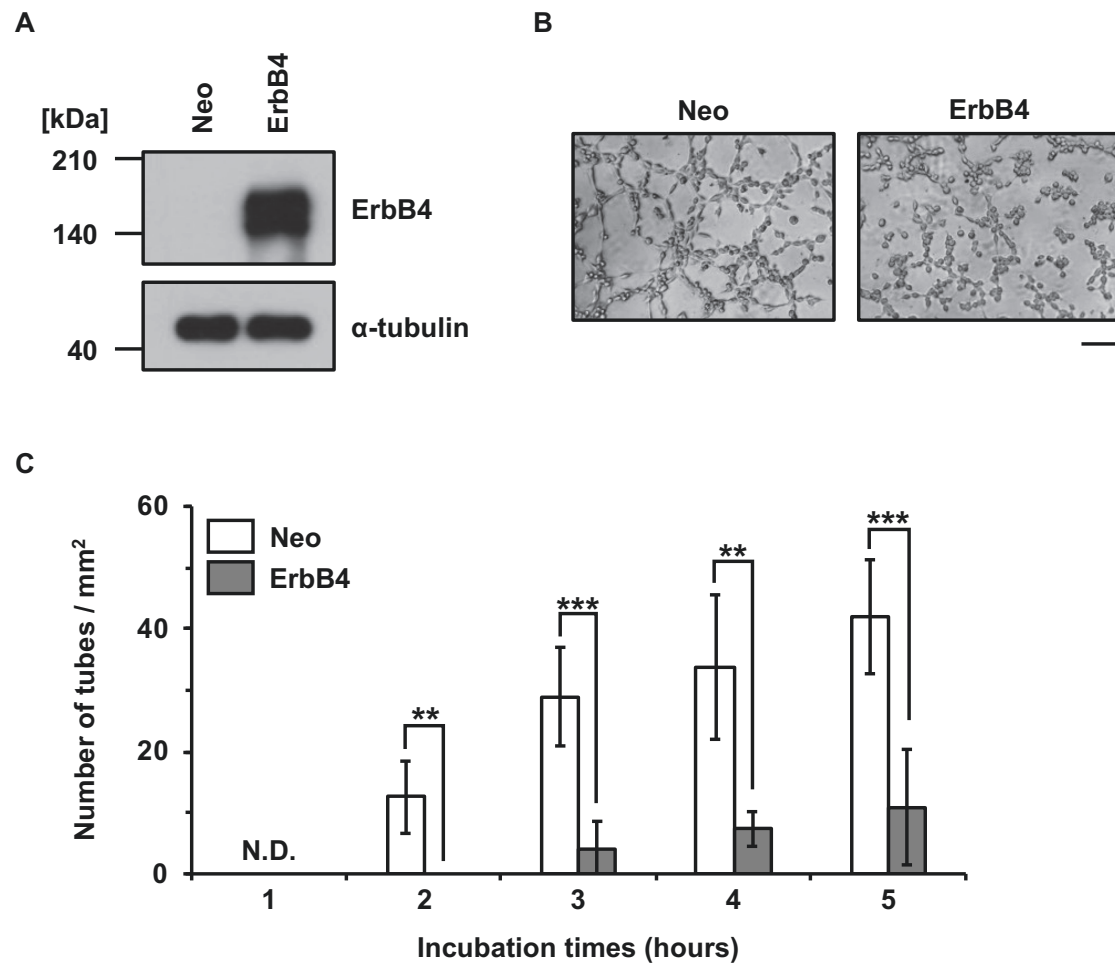 A
B
[kDa]
Neo
ErbB4
210
140
ErbB4
40
α-tubulin
Neo
ErbB4
C
Number of tubes / mm²
60
40
20
0
Neo
ErbB4
N.D.
**
***
**
***
1
2
3
4
5
Incubation times (hours)